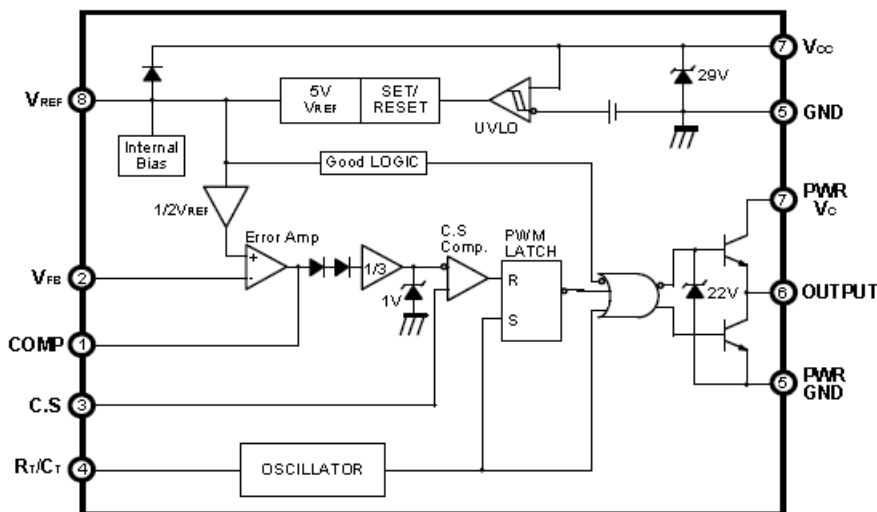 7 VCC
29V
8 VREF
5V
VREF
SET/
RESET
UVLO
5 GND
Internal
Bias
Good LOGIC
PWR
7 VC
1/2VREF
Error Amp
C.S
Comp.
PWM
LATCH
+
-
1/3
1V
R
S
22V
VFB 2
6 OUTPUT
COMP 1
PWR
5 GND
C.S 3
RT/CT 4
OSCILLATOR